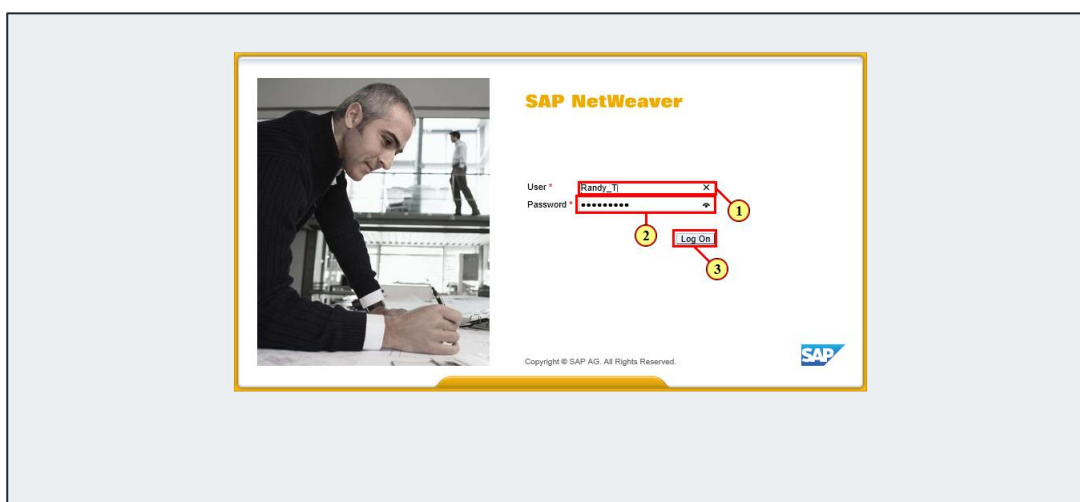 SAP NetWeaver
User * Randy_T
Password * •••••••••
1
2
Log On
3
Copyright © SAP AG. All Rights Reserved.
SAP